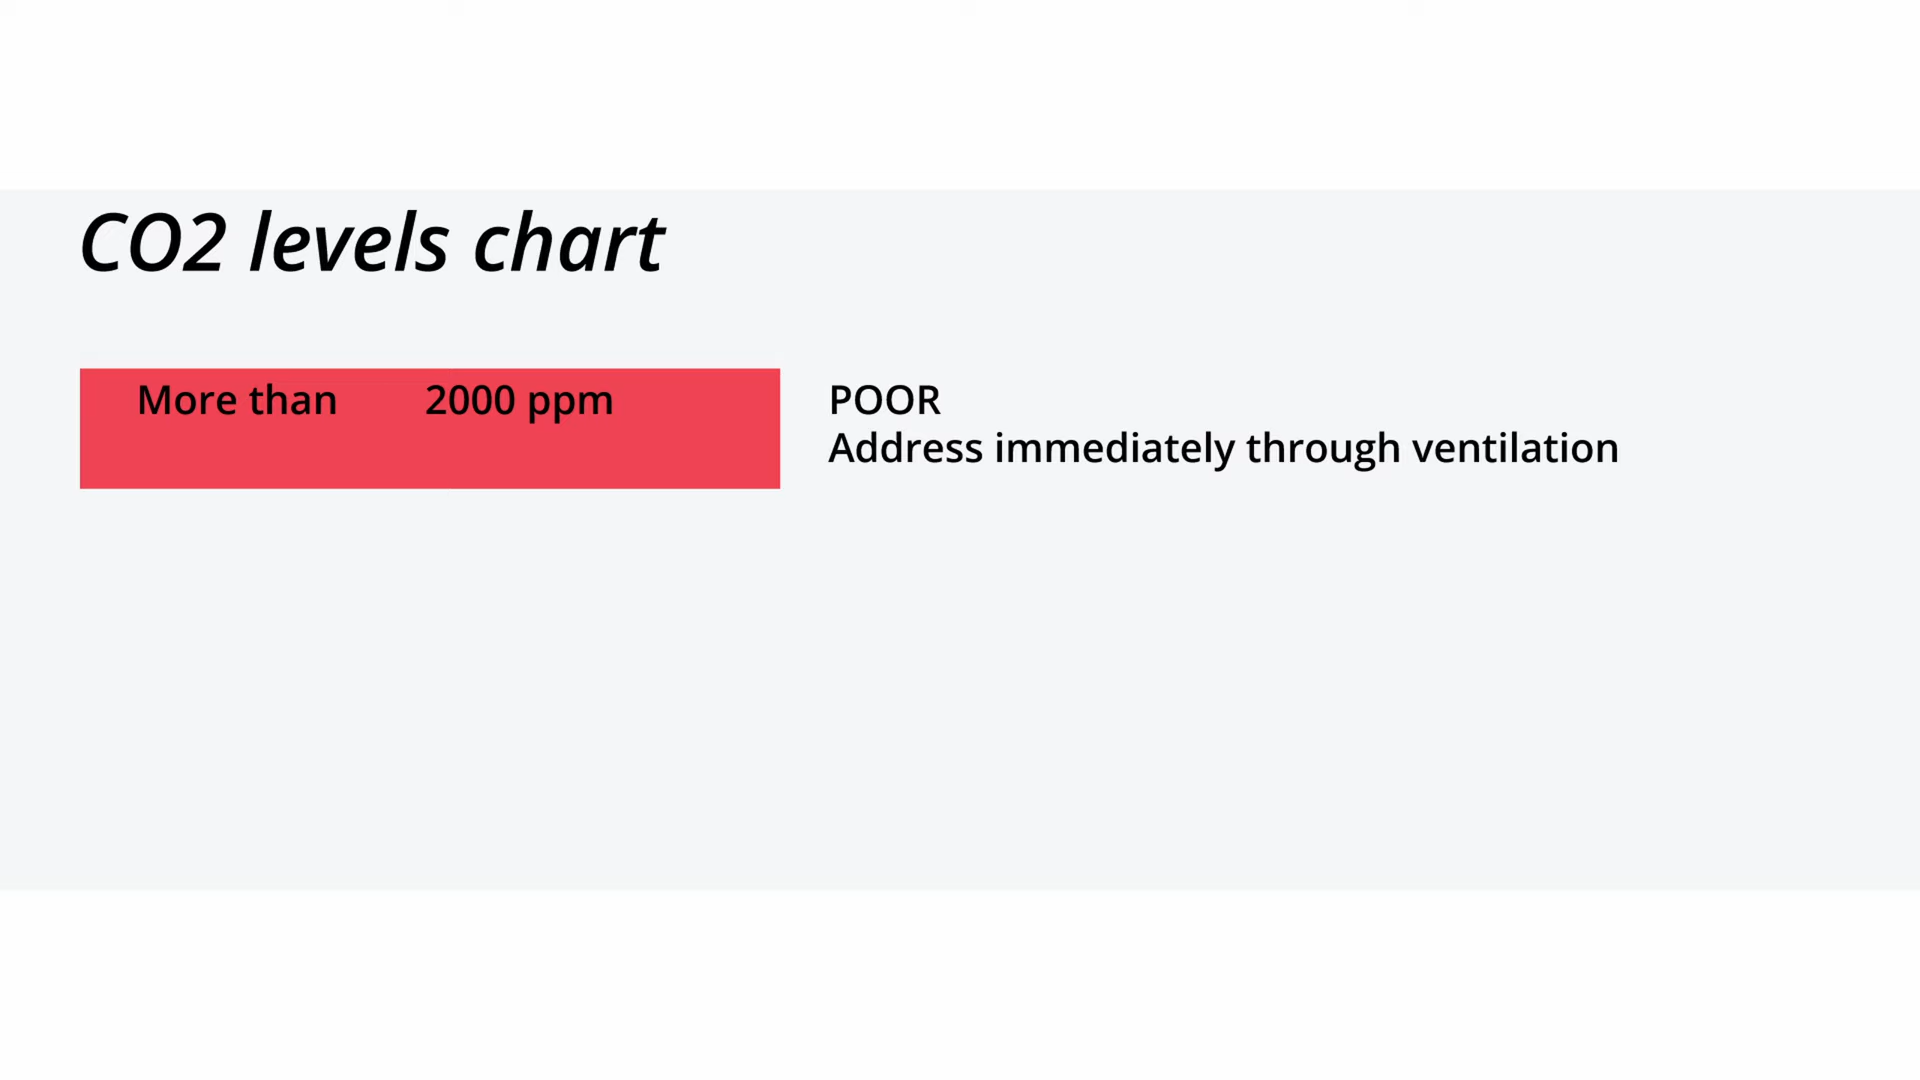 CO2 levels chart
More than 2000 ppm
POOR
Address immediately through ventilation